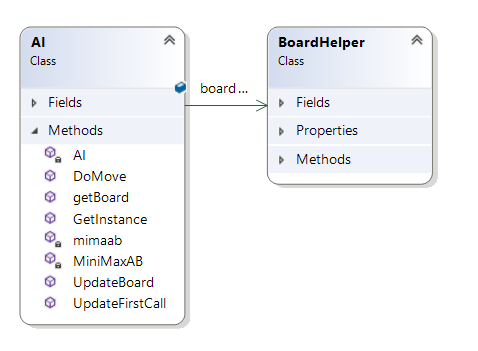 AI
Class
Fields
Methods
AI
DoMove
getBoard
GetInstance
mimaab
MiniMaxAB
UpdateBoard
UpdateFirstCall
board ...
BoardHelper
Class
Fields
Properties
Methods